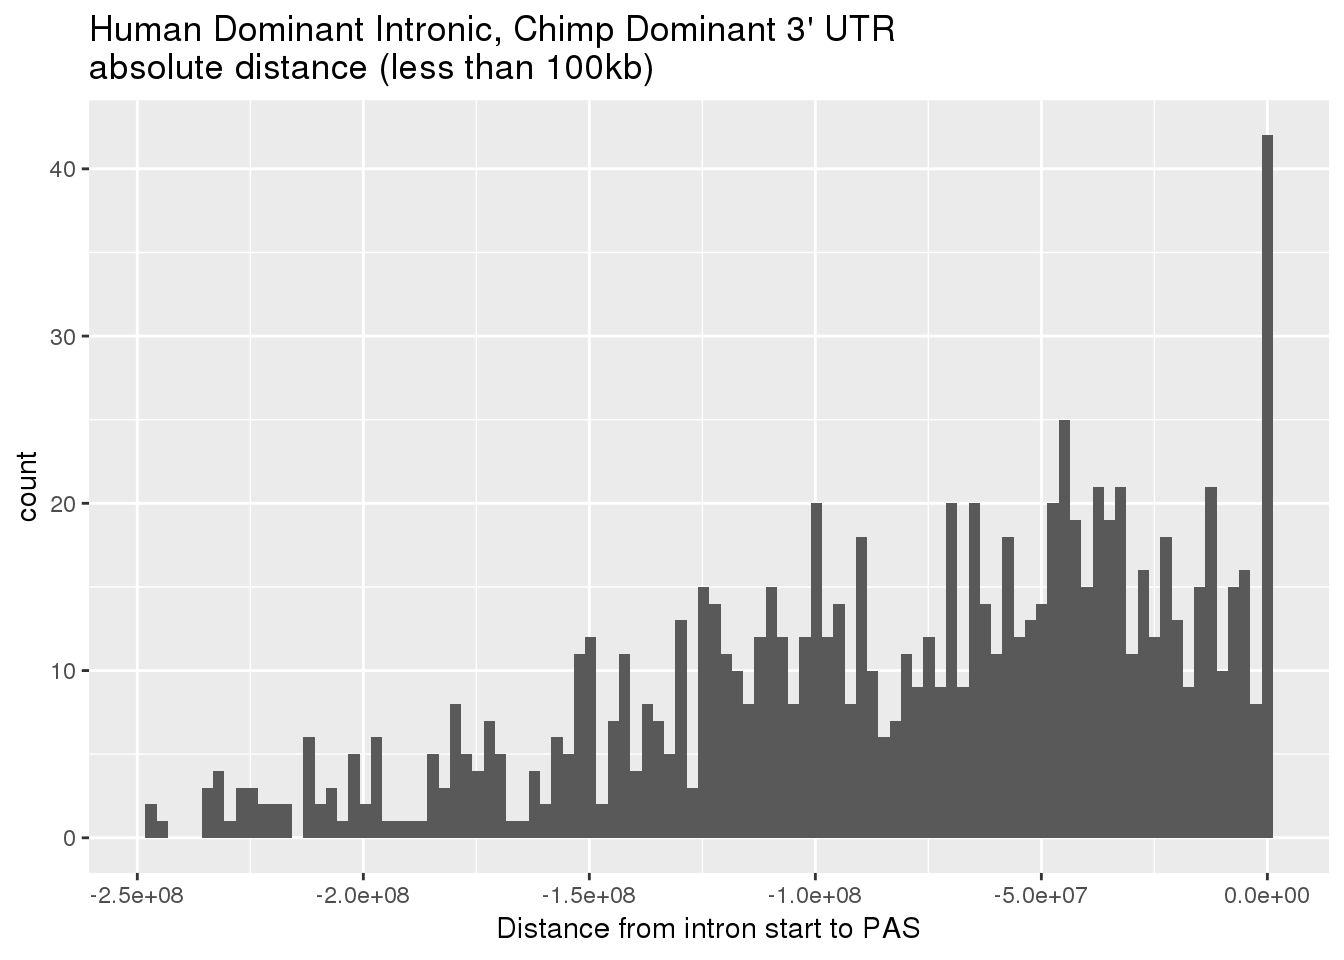 Human Dominant Intronic, Chimp Dominant 3' UTR
absolute distance (less than 100kb)
count
40
30
20
10
0
-2.5e+08
-2.0e+08
-1.5e+08
-1.0e+08
-5.0e+07
0.0e+00
Distance from intron start to PAS